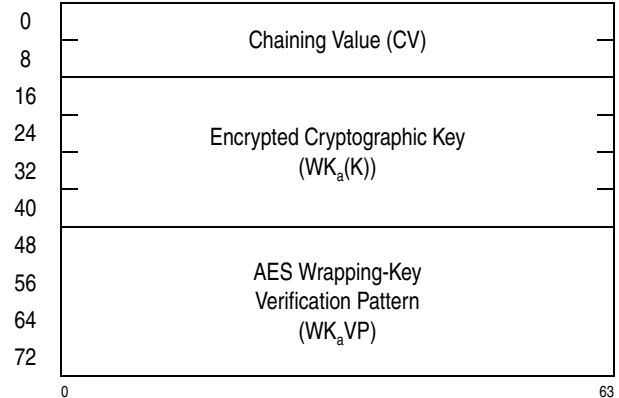 0
Chaining Value (CV)
8
16
24
Encrypted Cryptographic Key
32
(WKa(K))
40
48
56
AES Wrapping-Key
Verification Pattern
64
(WKaVP)
72
0 63